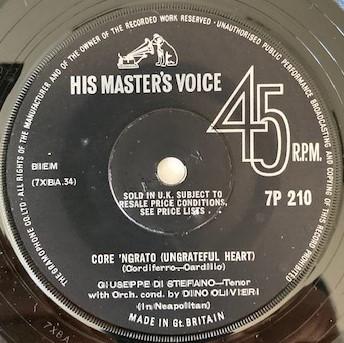 THE GRAMOPHONE CO. LTD · ALL RIGHTS OF THE MANUFACTURER AND OF THE OWNER OF THE RECORDED WORK RESERVED · UNAUTHORISED PUBLIC PERFORMANCE BROADCASTING AND COPYING OF THIS RECORD PROHIBITED
HIS MASTER'S VOICE
45 R.P.M.
BIEM
(7XBA.34)
SOLD IN U.K. SUBJECT TO
RESALE PRICE CONDITIONS,
SEE PRICE LISTS
7P 210
CORE 'NGRATO (UNGRATEFUL HEART)
(Cordiferro—Cardillo)
GIUSEPPE DI STEFANO—Tenor
with Orch. cond. by DINO OLIVIERI
(In Neapolitan)
MADE IN Gt. BRITAIN
7XBA